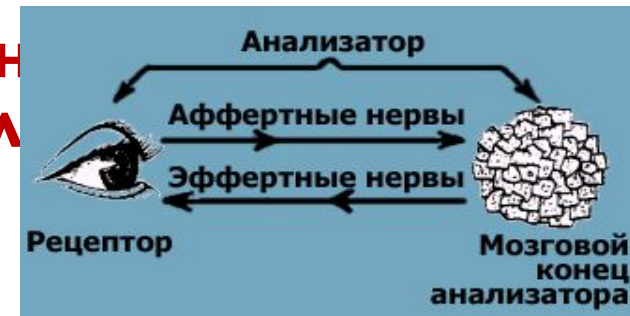 Анализатор
Аффертные нервы
Эффертные нервы
Рецептор
Мозговой
конец
анализатора